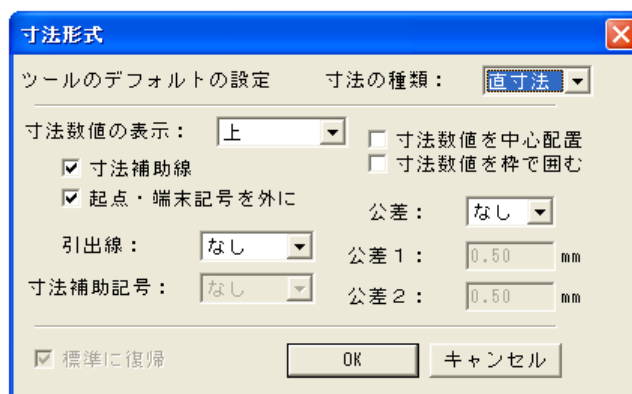 寸法形式
ツールのデフォルトの設定 寸法の種類： 直寸法
寸法数値の表示： 上
寸法数値を中心配置
寸法補助線
寸法数値を枠で囲む
起点・端末記号を外に
公差： なし
引出線： なし
公差１： 0.50 mm
寸法補助記号： なし
公差２： 0.50 mm
標準に復帰 OK キャンセル